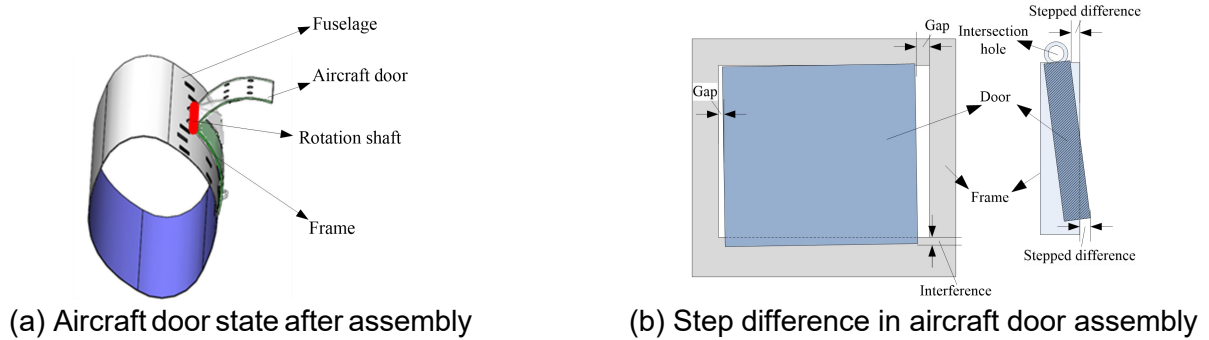 Fuselage
Aircraft door
Rotation shaft
Frame
(a) Aircraft door state after assembly
Stepped difference
Gap
Intersection
hole
Gap
Door
Frame
Stepped difference
Interference
(b) Step difference in aircraft door assembly